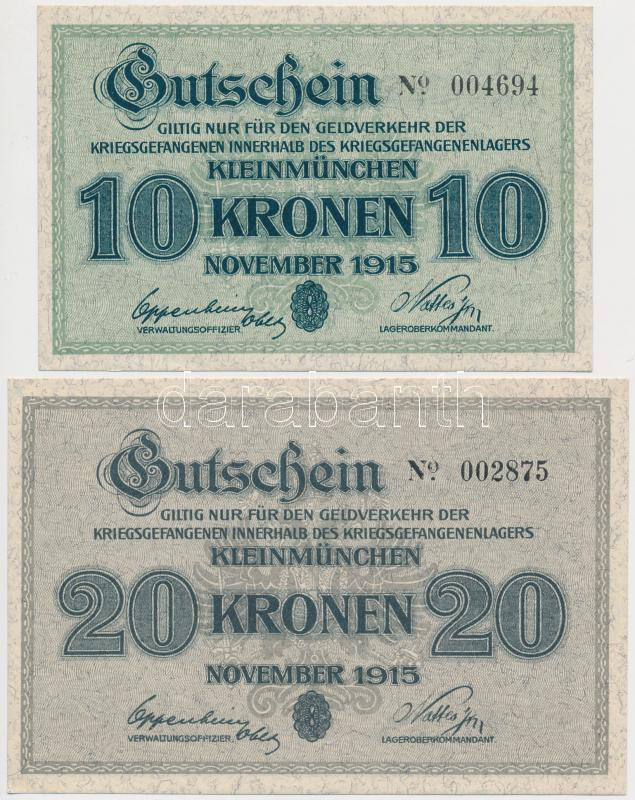 Gutschein Nº 004694
GILTIG NUR FÜR DEN GELDVERKEHR DER
KRIEGSGEFANGENEN INNERHALB DES KRIEGSGEFANGENENLAGERS
KLEINMÜNCHEN
10 KRONEN 10
NOVEMBER 1915
VERWALTUNGSOFFIZIER. LAGEROBERKOMMANDANT.
darabanth
Gutschein Nº 002875
GILTIG NUR FÜR DEN GELDVERKEHR DER
KRIEGSGEFANGENEN INNERHALB DES KRIEGSGEFANGENENLAGERS
KLEINMÜNCHEN
20 KRONEN 20
NOVEMBER 1915
VERWALTUNGSOFFIZIER. LAGEROBERKOMMANDANT.